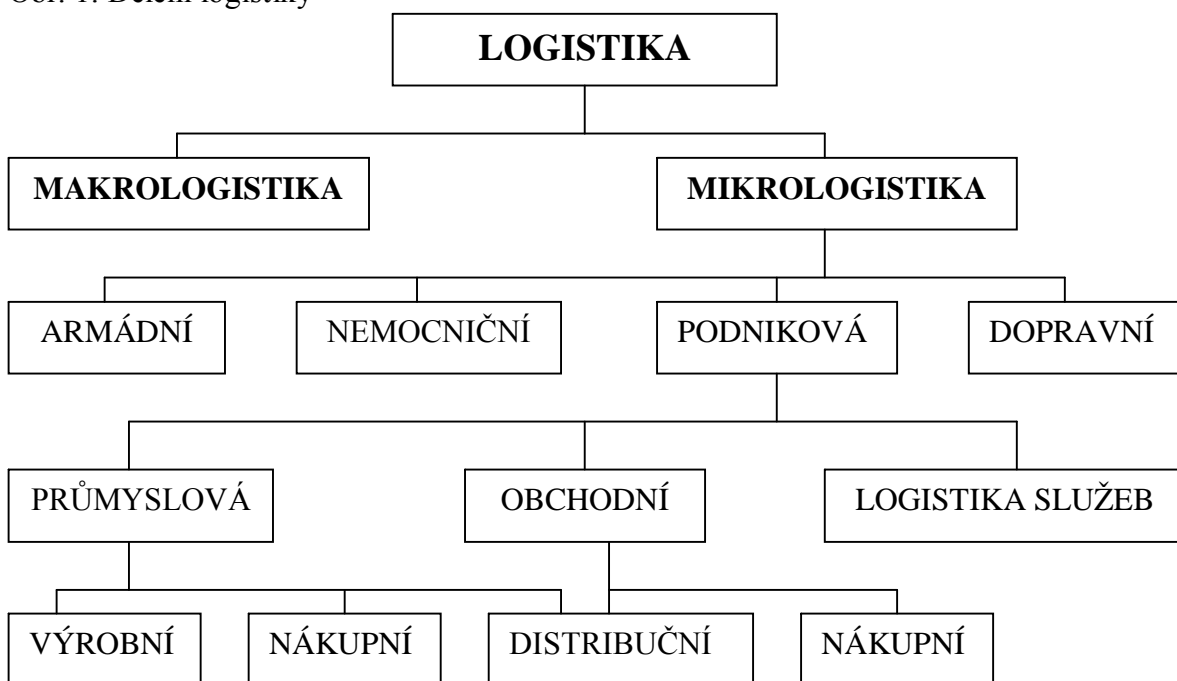 Obr. 1: Dělení logistiky
LOGISTIKA
MAKROLOGISTIKA MIKROLOGISTIKA
ARMÁDNÍ NEMOCNIČNÍ PODNIKOVÁ DOPRAVNÍ
PRŮMYSLOVÁ OBCHODNÍ LOGISTIKA SLUŽEB
VÝROBNÍ NÁKUPNÍ DISTRIBUČNÍ NÁKUPNÍ